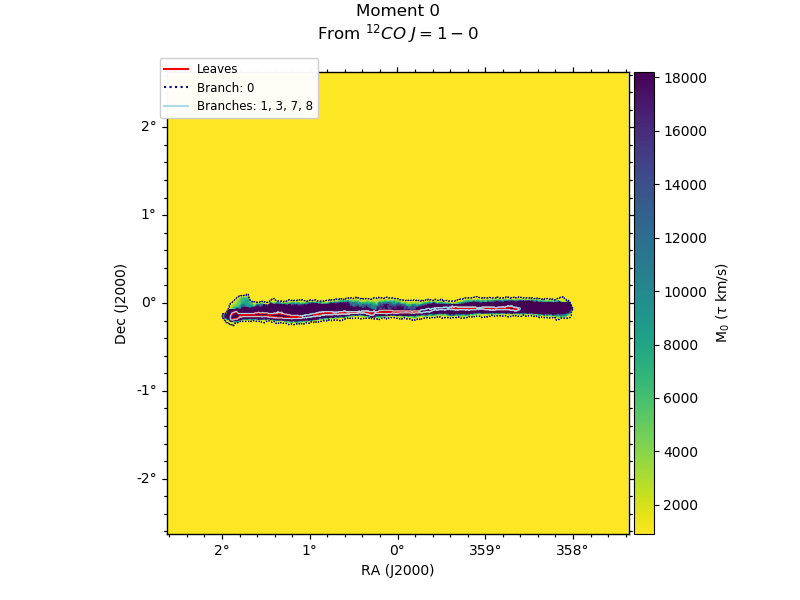 Moment 0
From ¹²CO J = 1 − 0
Leaves
Branch: 0
Branches: 1, 3, 7, 8
2°
1°
0°
-1°
-2°
Dec (J2000)
2°
1°
0°
359°
358°
RA (J2000)
18000
16000
14000
12000
10000
8000
6000
4000
2000
M₀ (τ km/s)